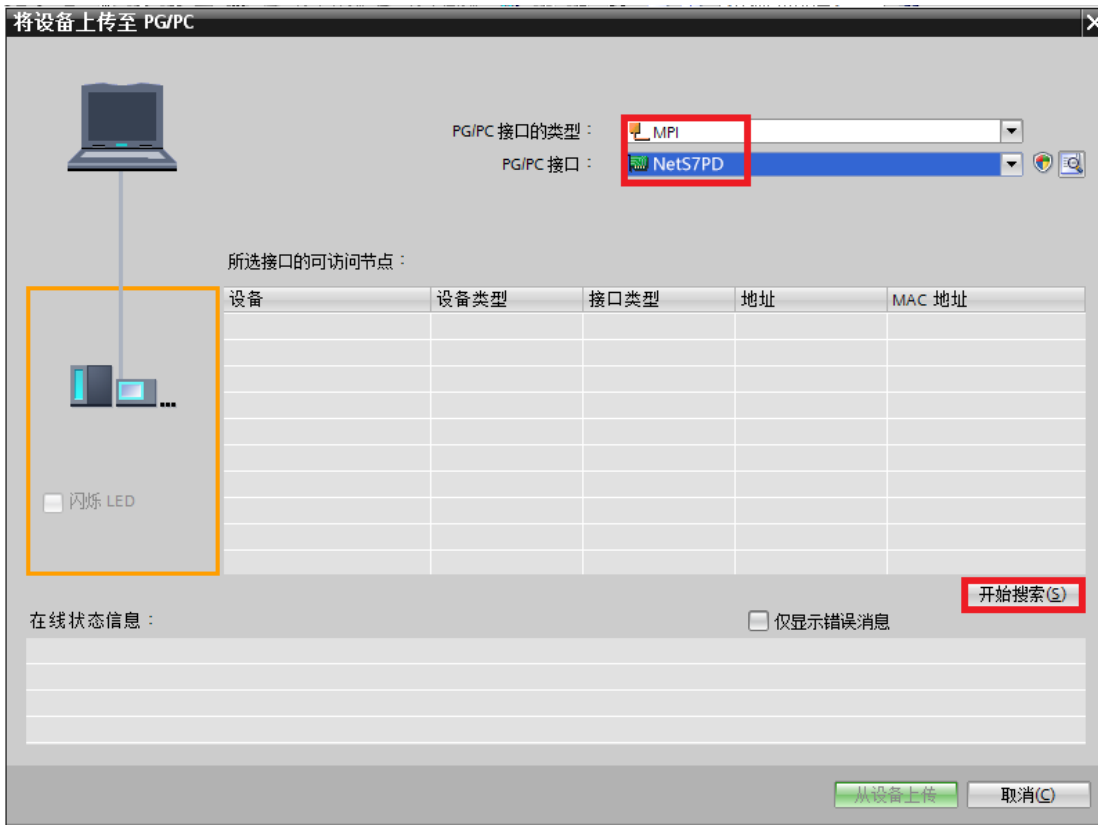 将设备上传至 PG/PC
PG/PC 接口的类型：
MPI
PG/PC 接口：
NetS7PD
所选接口的可访问节点：
设备 设备类型 接口类型 地址 MAC 地址
闪烁 LED
开始搜索(S)
在线状态信息：
仅显示错误消息
从设备上传
取消(C)